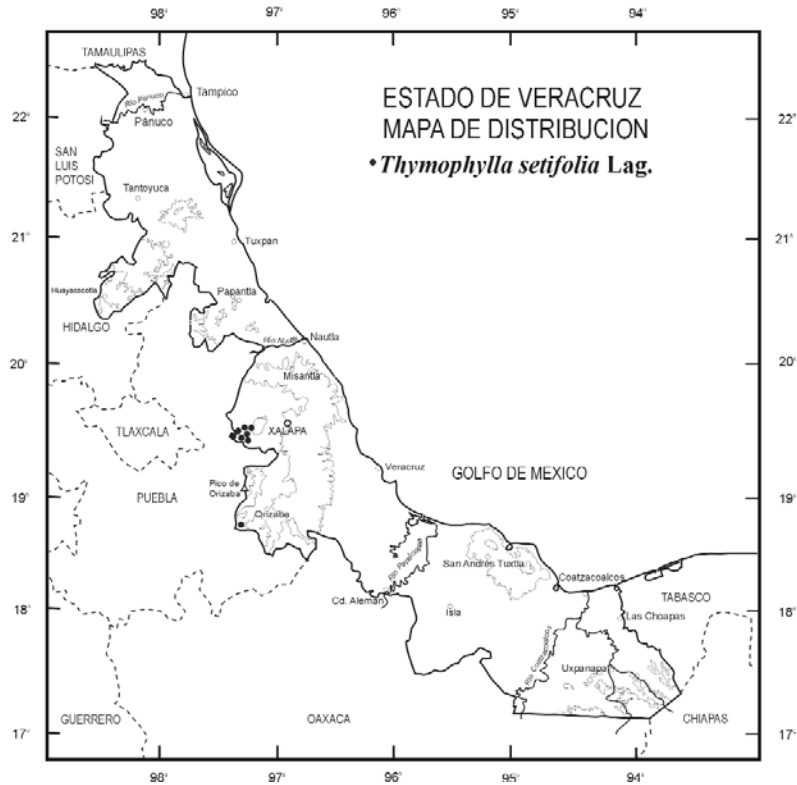 98° 97° 96° 95° 94°
TAMAULIPAS
Río Pánuco
Tampico
22° 22°
Pánuco
ESTADO DE VERACRUZ
MAPA DE DISTRIBUCION
Thymophylla setifolia Lag.
SAN
LUIS
POTOSI
Tantoyuca
21° 21°
Tuxpan
Huayacocotla
Papantla
HIDALGO
Nautla
20° 20°
Misantla
TLAXCALA
XALAPA
Veracruz
GOLFO DE MEXICO
PUEBLA
Pico de
Orizaba
19° 19°
Orizaba
Río Papaloapan
San Andrés Tuxtla
Coatzacoalcos
Cd. Alemán
18° 18°
TABASCO
Isla
Las Choapas
Río Coatzacoalcos
Uxpanapa
GUERRERO
OAXACA
CHIAPAS
17° 17°
98° 97° 96° 95° 94°